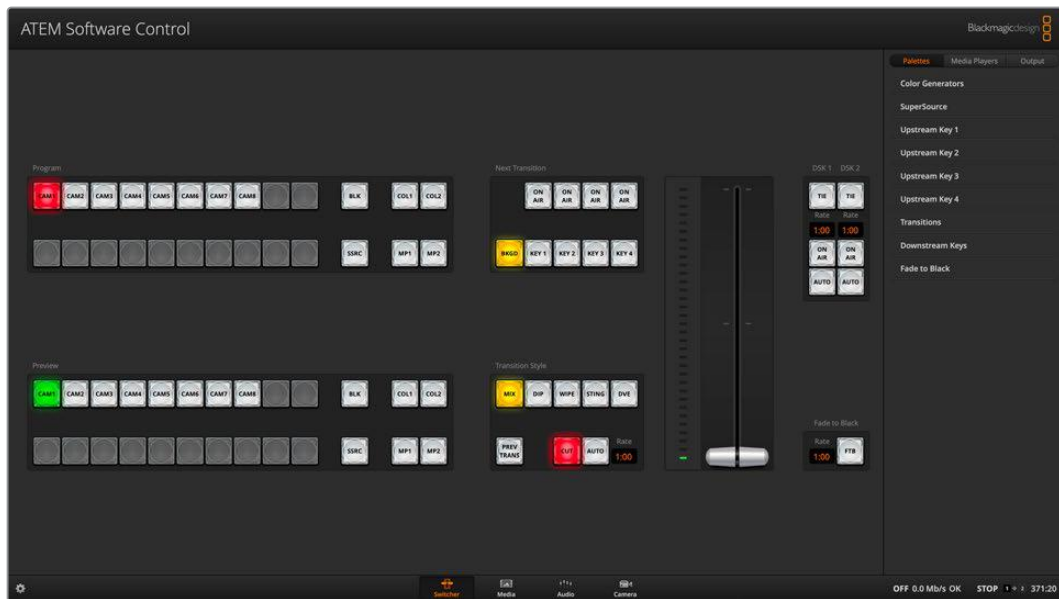 ATEM Software Control
Blackmagicdesign
Palettes Media Players Output
Color Generators
SuperSource
Upstream Key 1
Upstream Key 2
Upstream Key 3
Upstream Key 4
Transitions
Downstream Keys
Fade to Black
Program
CAM1 CAM2 CAM3 CAM4 CAM5 CAM6 CAM7 CAM8 BLK COL1 COL2
SSRC MP1 MP2
Next Transition
ON AIR ON AIR ON AIR ON AIR
BKGD KEY 1 KEY 2 KEY 3 KEY 4
DSK 1 DSK 2
TIE TIE
Rate Rate
1:00 1:00
ON AIR ON AIR
AUTO AUTO
Preview
CAM1 CAM2 CAM3 CAM4 CAM5 CAM6 CAM7 CAM8 BLK COL1 COL2
SSRC MP1 MP2
Transition Style
MIX DIP WIPE STING DVE
PREV TRANS CUT AUTO Rate 1:00
Fade to Black
Rate
1:00 FTB
Switcher Media Audio Camera
OFF 0.0 Mb/s OK STOP 371:20